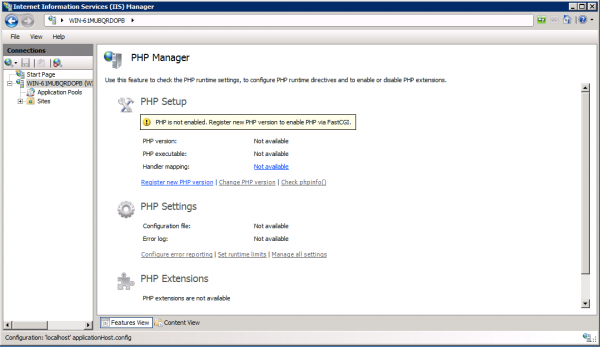 Internet Information Services (IIS) Manager
WIN-61MUBQRDOPB
File View Help
Connections
Start Page
WIN-61MUBQRDOPB (W
Application Pools
Sites
PHP Manager
Use this feature to check the PHP runtime settings, to configure PHP runtime directives and to enable or disable PHP extensions.
PHP Setup
PHP is not enabled. Register new PHP version to enable PHP via FastCGI.
PHP version: Not available
PHP executable: Not available
Handler mapping: Not available
Register new PHP version | Change PHP version | Check phpinfo()
PHP Settings
Configuration file: Not available
Error log: Not available
Configure error reporting | Set runtime limits | Manage all settings
PHP Extensions
PHP extensions are not available
Features View Content View
Configuration: 'localhost' applicationHost.config